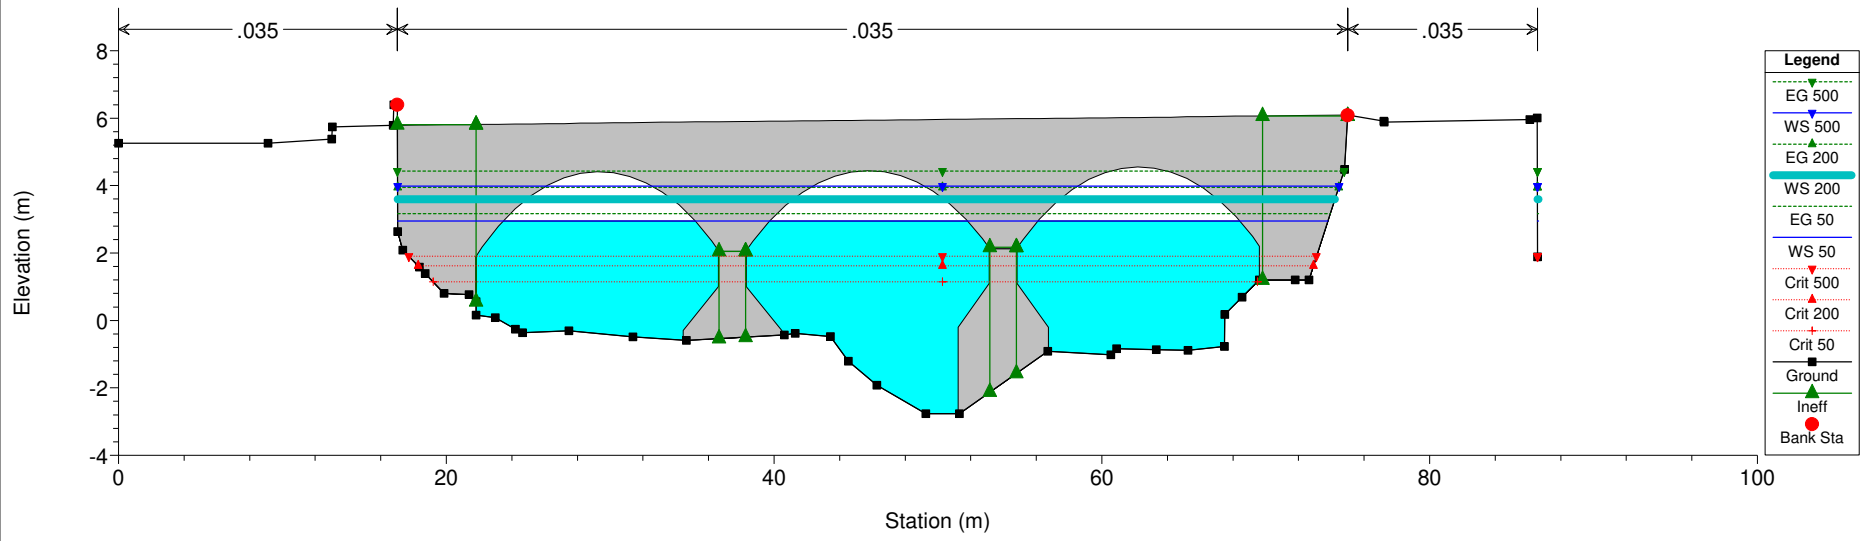 .035
.035
.035
8
6
4
2
0
-2
-4
Elevation (m)
0
20
40
60
80
100
Station (m)
Legend
EG 500
WS 500
EG 200
WS 200
EG 50
WS 50
Crit 500
Crit 200
Crit 50
Ground
Ineff
Bank Sta